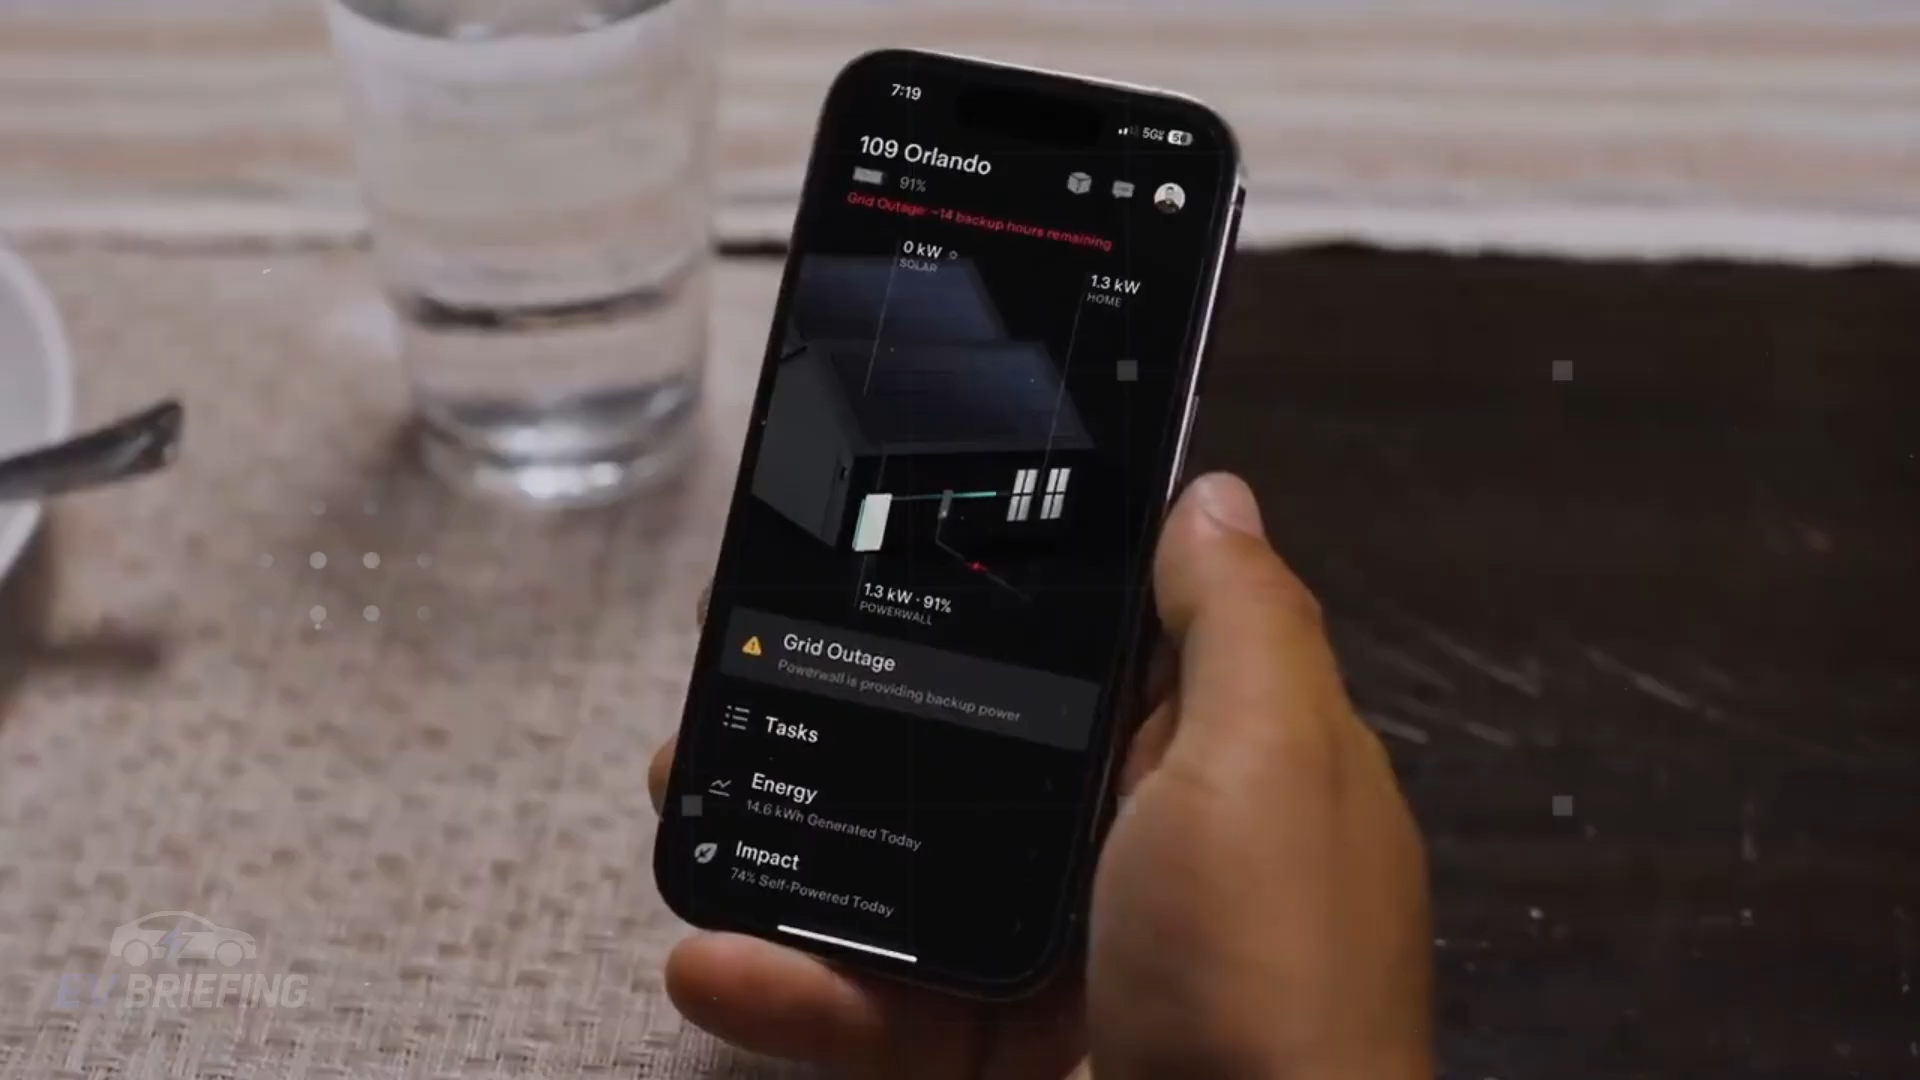 7:19
5G
109 Orlando
91%
Grid Outage: ~14 backup hours remaining
0 kW
SOLAR
1.3 kW
HOME
1.3 kW · 91%
POWERWALL
Grid Outage
Powerwall is providing backup power
Tasks
Energy
14.6 kWh Generated Today
Impact
74% Self-Powered Today
EV BRIEFING